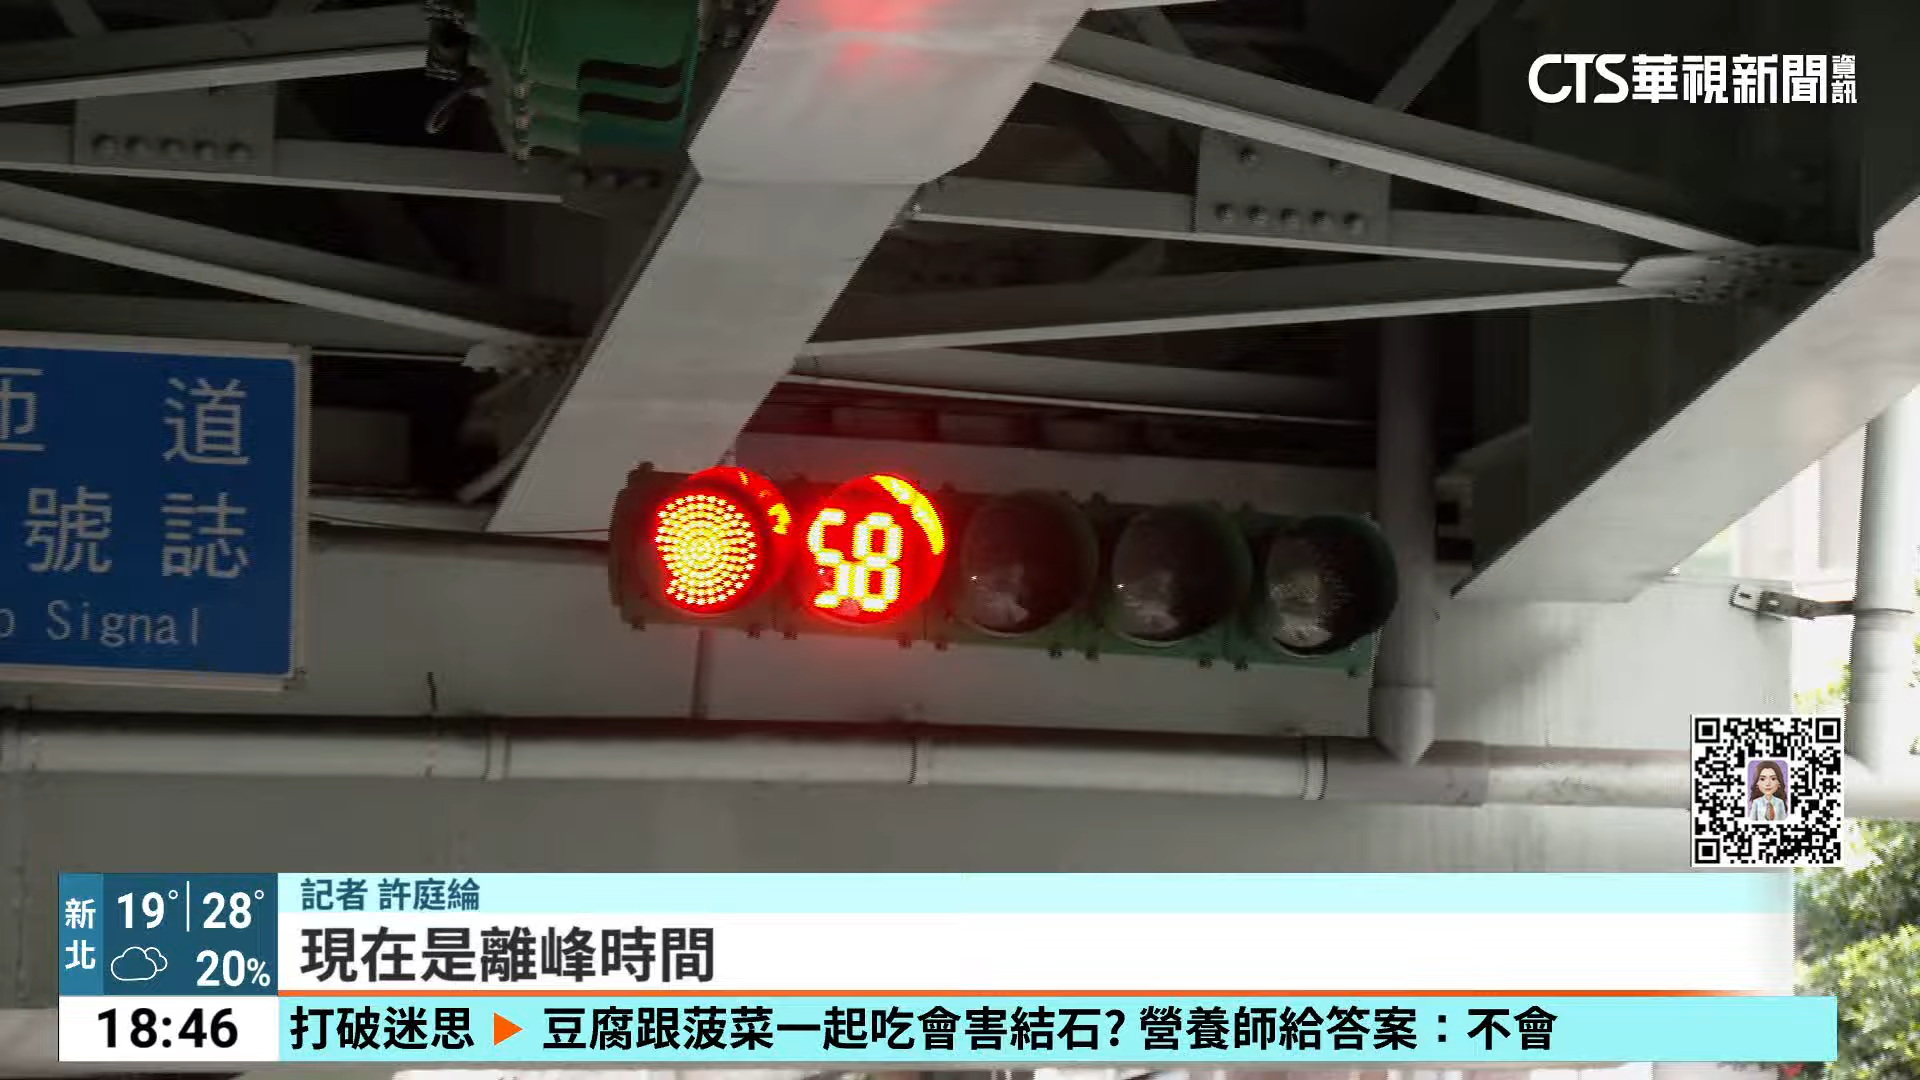 CTS華視新聞資訊
匝 道
號 誌
Signal
58
新北 19° 28°
20%
記者 許庭綸
現在是離峰時間
18:46
打破迷思 ▶ 豆腐跟菠菜一起吃會害結石?營養師給答案：不會